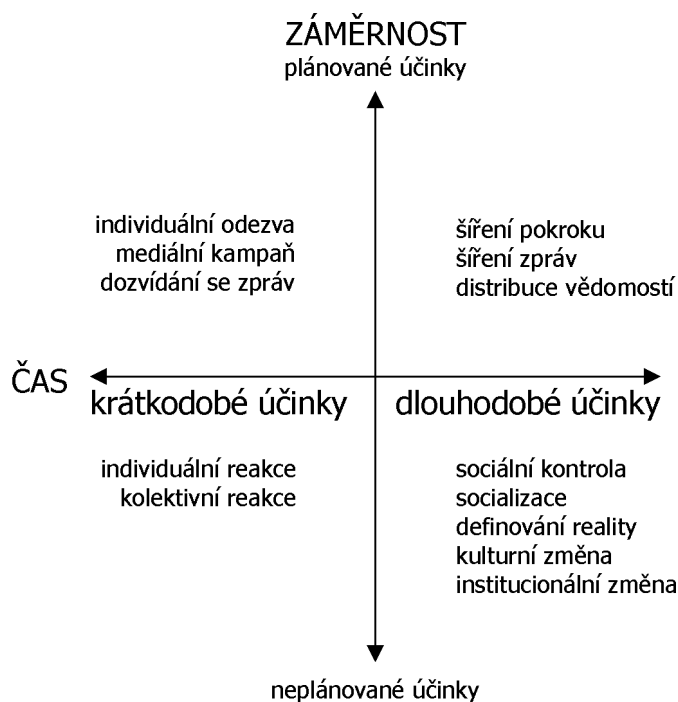 ZÁMĚRNOST
plánované účinky
individuální odezva
mediální kampaň
dozvídání se zpráv
šíření pokroku
šíření zpráv
distribuce vědomostí
ČAS
krátkodobé účinky
dlouhodobé účinky
individuální reakce
kolektivní reakce
sociální kontrola
socializace
definování reality
kulturní změna
institucionální změna
neplánované účinky